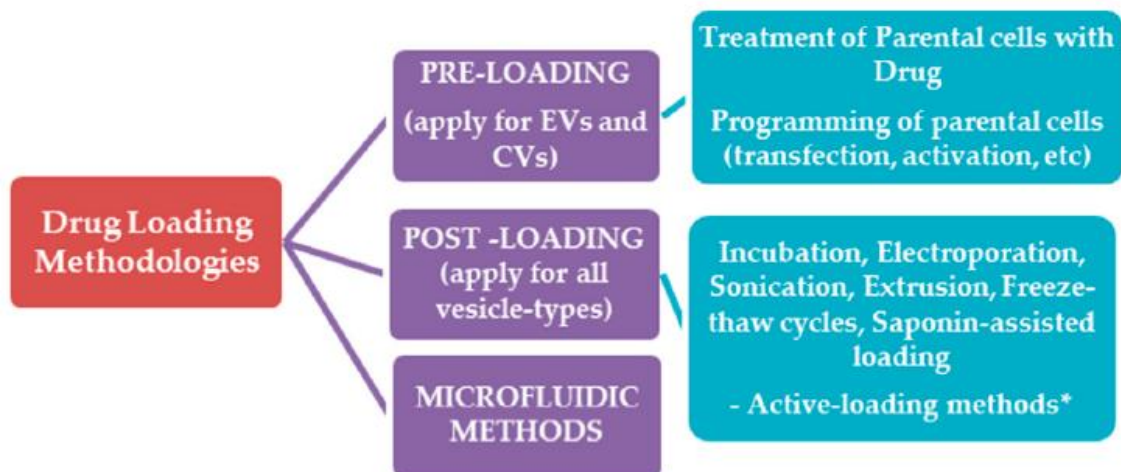 Drug Loading
Methodologies
PRE-LOADING
(apply for EVs and
CVs)
Treatment of Parental cells with
Drug
Programming of parental cells
(transfection, activation, etc)
POST -LOADING
(apply for all
vesicle-types)
Incubation, Electroporation,
Sonication, Extrusion, Freeze-
thaw cycles, Saponin-assisted
loading
- Active-loading methods*
MICROFLUIDIC
METHODS